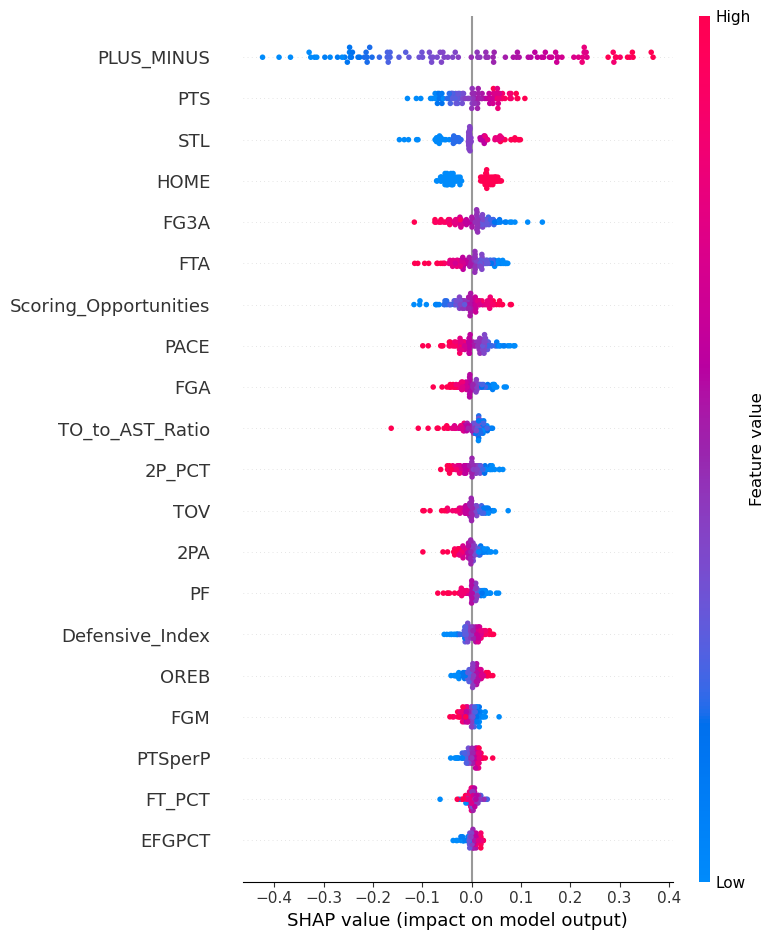 High
PLUS_MINUS
PTS
STL
HOME
FG3A
FTA
Scoring_Opportunities
PACE
FGA
TO_to_AST_Ratio
2P_PCT
TOV
2PA
PF
Defensive_Index
OREB
FGM
PTSperP
FT_PCT
EFGPCT
Feature value
Low
−0.4 −0.3 −0.2 −0.1 0.0 0.1 0.2 0.3 0.4
SHAP value (impact on model output)